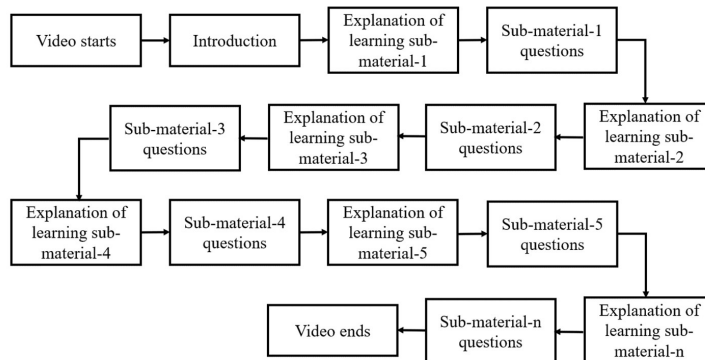 Video starts
Introduction
Explanation of
learning sub-
material-1
Sub-material-1
questions
Explanation of
learning sub-
material-2
Sub-material-2
questions
Explanation of
learning sub-
material-3
Sub-material-3
questions
Explanation of
learning sub-
material-4
Sub-material-4
questions
Explanation of
learning sub-
material-5
Sub-material-5
questions
Explanation of
learning sub-
material-n
Sub-material-n
questions
Video ends